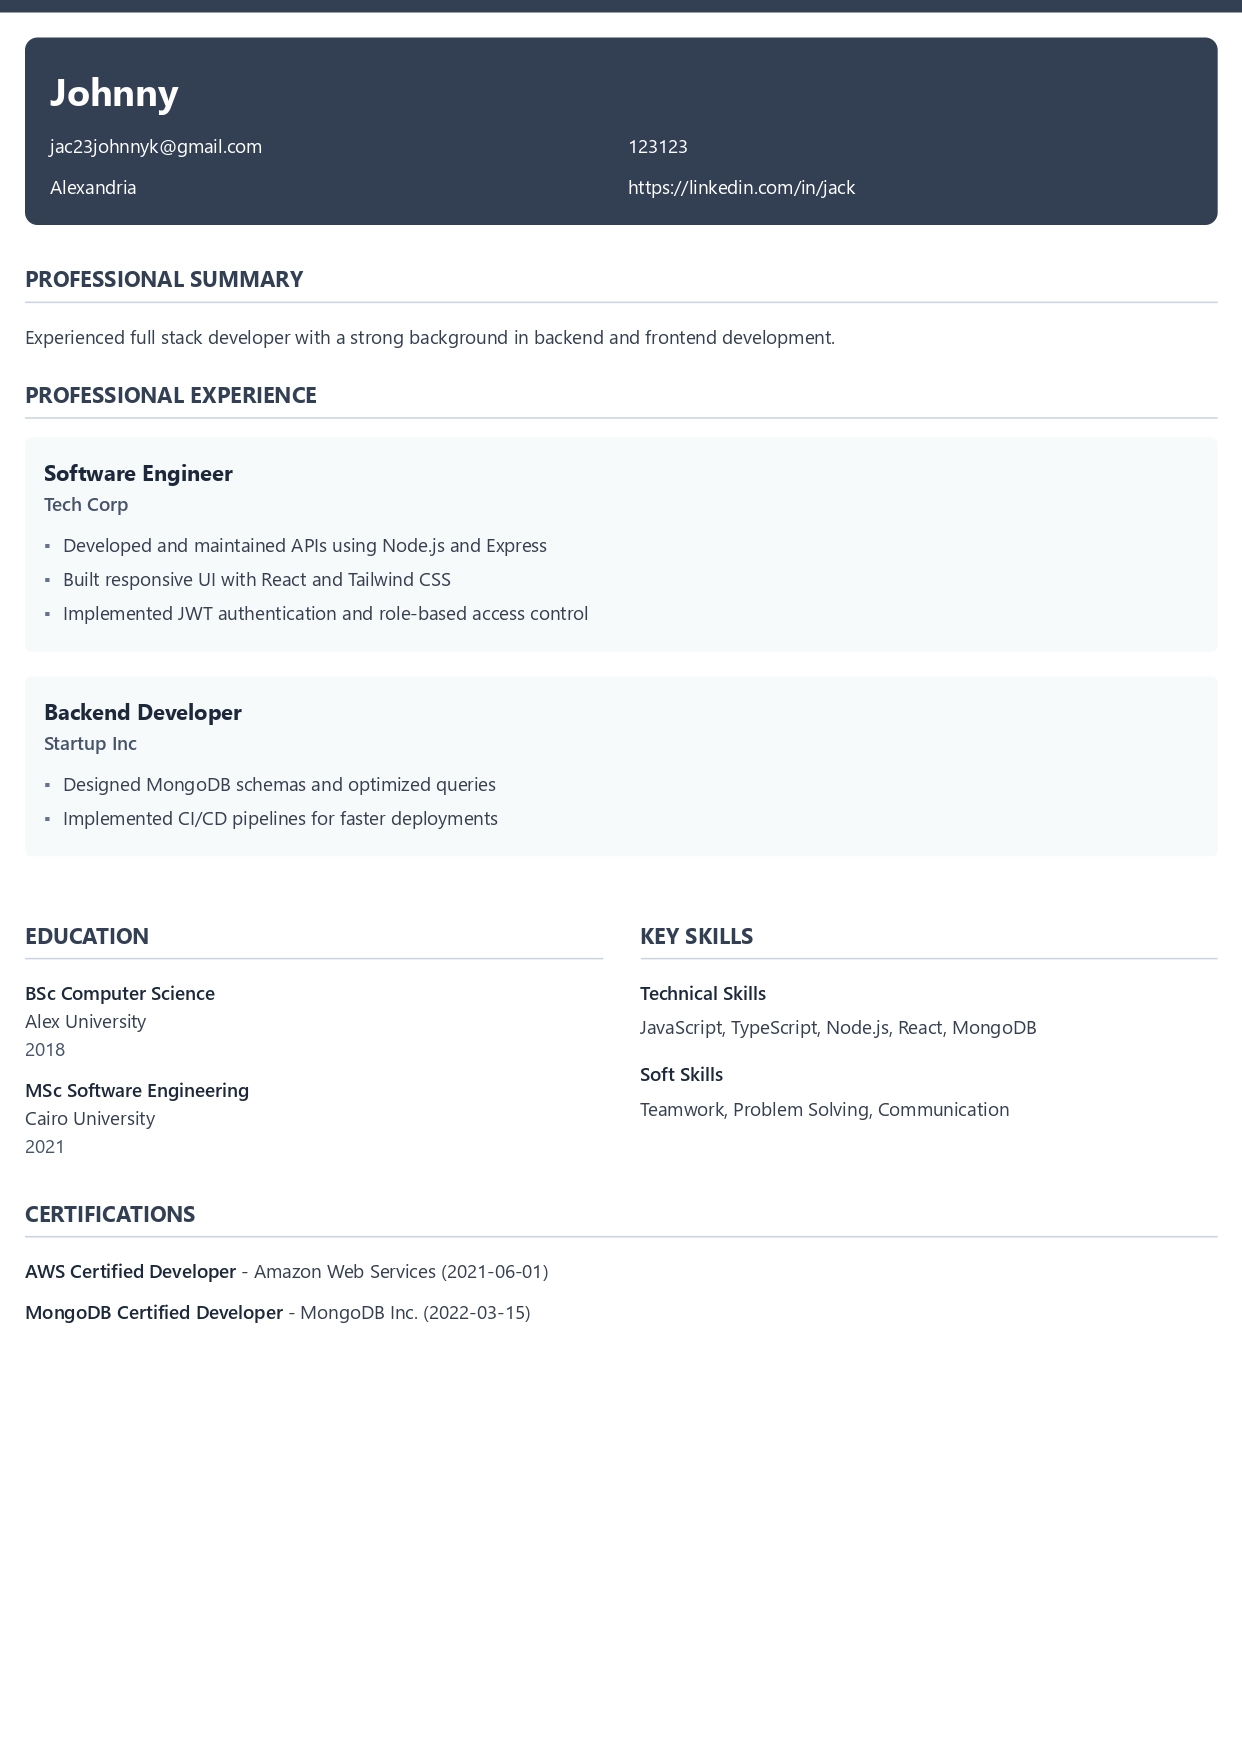 Johnny
jac23johnnyk@gmail.com
123123
Alexandria
https://linkedin.com/in/jack
PROFESSIONAL SUMMARY
Experienced full stack developer with a strong background in backend and frontend development.
PROFESSIONAL EXPERIENCE
Software Engineer
Tech Corp
▪ Developed and maintained APIs using Node.js and Express
▪ Built responsive UI with React and Tailwind CSS
▪ Implemented JWT authentication and role-based access control
Backend Developer
Startup Inc
▪ Designed MongoDB schemas and optimized queries
▪ Implemented CI/CD pipelines for faster deployments
EDUCATION
BSc Computer Science
Alex University
2018
MSc Software Engineering
Cairo University
2021
KEY SKILLS
Technical Skills
JavaScript, TypeScript, Node.js, React, MongoDB
Soft Skills
Teamwork, Problem Solving, Communication
CERTIFICATIONS
AWS Certified Developer - Amazon Web Services (2021-06-01)
MongoDB Certified Developer - MongoDB Inc. (2022-03-15)